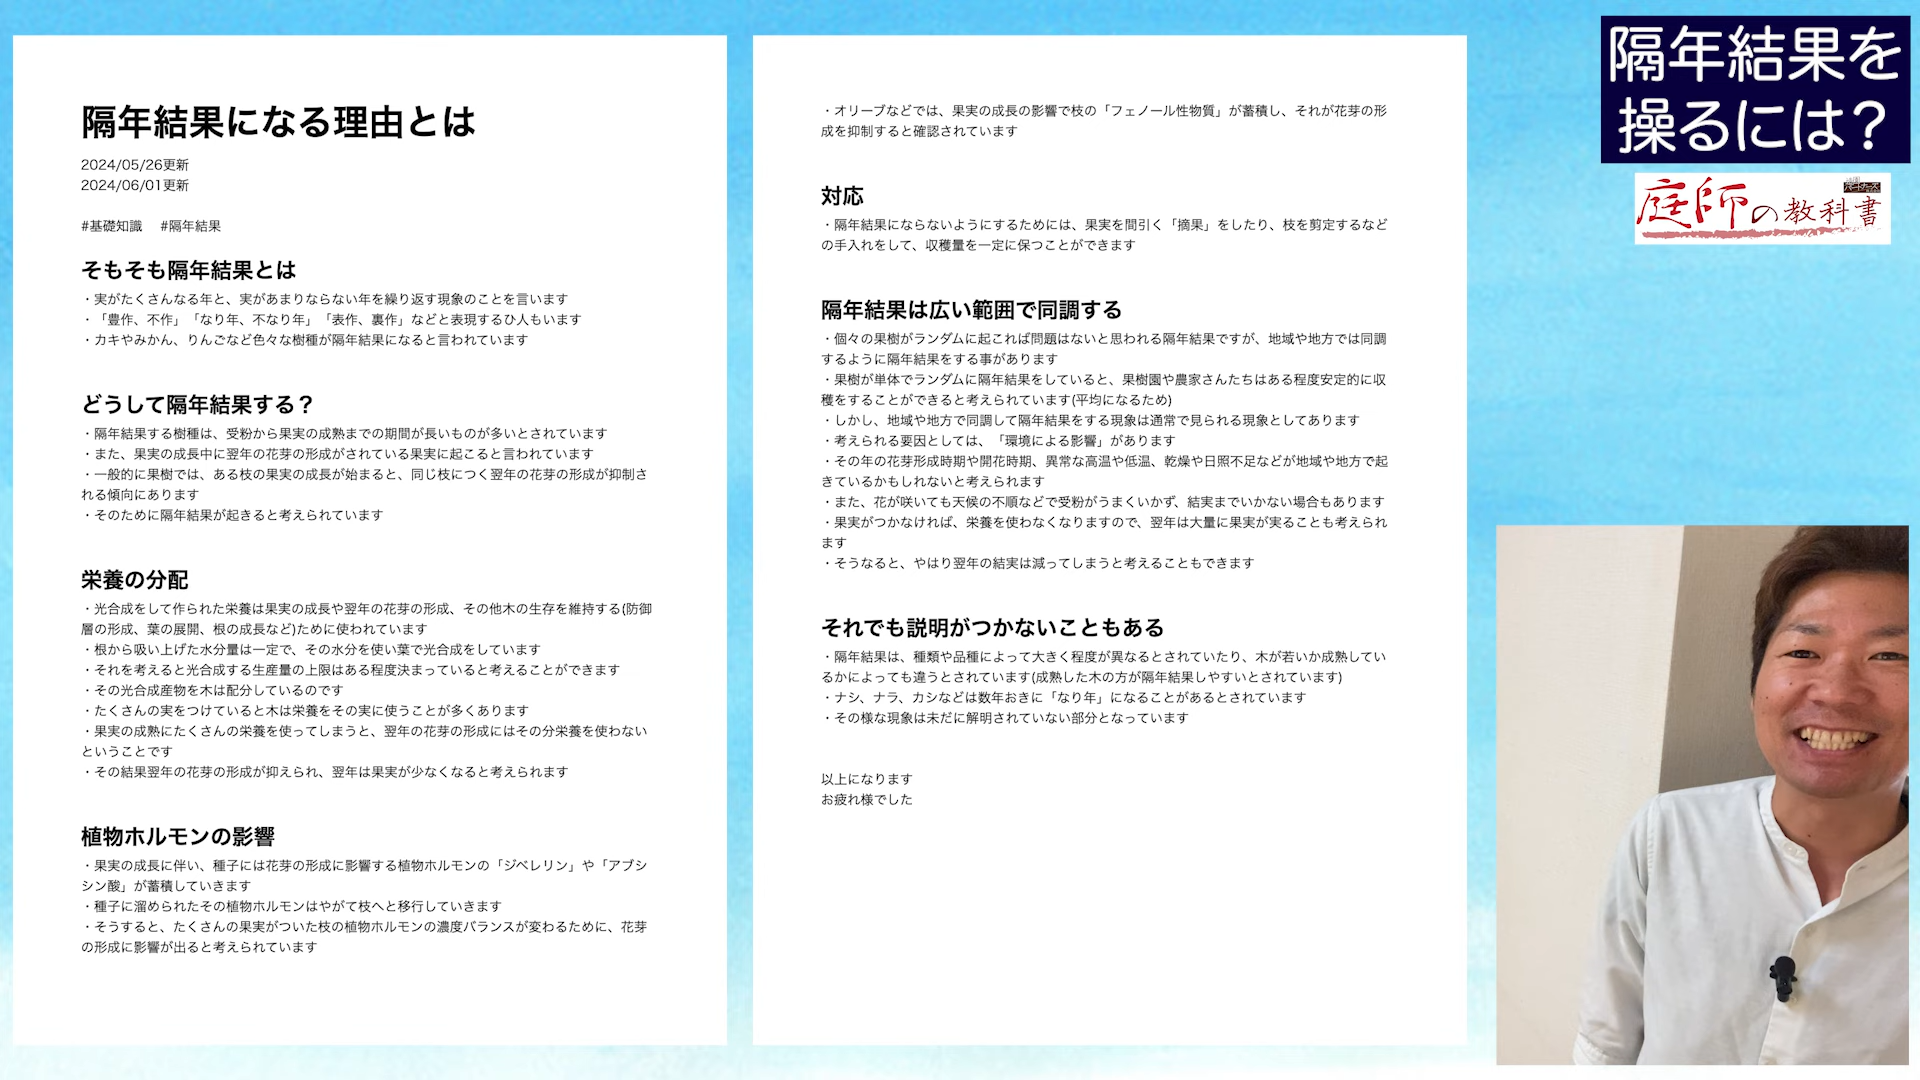 隔年結果になる理由とは
2024/05/26更新
2024/06/01更新
#基礎知識 #隔年結果
そもそも隔年結果とは
・実がたくさんなる年と、実があまりならない年を繰り返す現象のことを言います
・「豊作、不作」「なり年、不なり年」「表作、裏作」などと表現するひ人もいます
・カキやみかん、りんごなど色々な樹種が隔年結果になると言われています
どうして隔年結果する？
・隔年結果する樹種は、受粉から果実の成熟までの期間が長いものが多いとされています
・また、果実の成長中に翌年の花芽の形成がされている果実に起こると言われています
・一般的に果樹では、ある枝の果実の成長が始まると、同じ枝につく翌年の花芽の形成が抑制さ
れる傾向にあります
・そのために隔年結果が起きると考えられています
栄養の分配
・光合成をして作られた栄養は果実の成長や翌年の花芽の形成、その他木の生存を維持する(防御
層の形成、葉の展開、根の成長など)ために使われています
・根から吸い上げた水分量は一定で、その水分を使い葉で光合成をしています
・それを考えると光合成する生産量の上限はある程度決まっていると考えることができます
・その光合成産物を木は配分しているのです
・たくさんの実をつけていると木は栄養をその実に使うことが多くあります
・果実の成熟にたくさんの栄養を使ってしまうと、翌年の花芽の形成にはその分栄養を使わない
ということです
・その結果翌年の花芽の形成が抑えられ、翌年は果実が少なくなると考えられます
植物ホルモンの影響
・果実の成長に伴い、種子には花芽の形成に影響する植物ホルモンの「ジベレリン」や「アブシ
シン酸」が蓄積していきます
・種子に溜められたその植物ホルモンはやがて枝へと移行していきます
・そうすると、たくさんの果実がついた枝の植物ホルモンの濃度バランスが変わるために、花芽
の形成に影響が出ると考えられています
・オリーブなどでは、果実の成長の影響で枝の「フェノール性物質」が蓄積し、それが花芽の形
成を抑制すると確認されています
対応
・隔年結果にならないようにするためには、果実を間引く「摘果」をしたり、枝を剪定するなど
の手入れをして、収穫量を一定に保つことができます
隔年結果は広い範囲で同調する
・個々の果樹がランダムに起これば問題はないと思われる隔年結果ですが、地域や地方では同調
するように隔年結果をする事があります
・果樹が単体でランダムに隔年結果をしていると、果樹園や農家さんたちはある程度安定的に収
穫をすることができると考えられています(平均になるため)
・しかし、地域や地方で同調して隔年結果をする現象は通常で見られる現象としてあります
・考えられる要因としては、「環境による影響」があります
・その年の花芽形成時期や開花時期、異常な高温や低温、乾燥や日照不足などが地域や地方で起
きているかもしれないと考えられます
・また、花が咲いても天候の不順などで受粉がうまくいかず、結実までいかない場合もあります
・果実がつかなければ、栄養を使わなくなりますので、翌年は大量に果実が実ることも考えられ
ます
・そうなると、やはり翌年の結実は減ってしまうと考えることもできます
それでも説明がつかないこともある
・隔年結果は、種類や品種によって大きく程度が異なるとされていたり、木が若いか成熟してい
るかによっても違うとされています(成熟した木の方が隔年結果しやすいとされています)
・ナシ、ナラ、カシなどは数年おきに「なり年」になることがあるとされています
・その様な現象は未だに解明されていない部分となっています
以上になります
お疲れ様でした
隔年結果を
操るには？
庭師の教科書